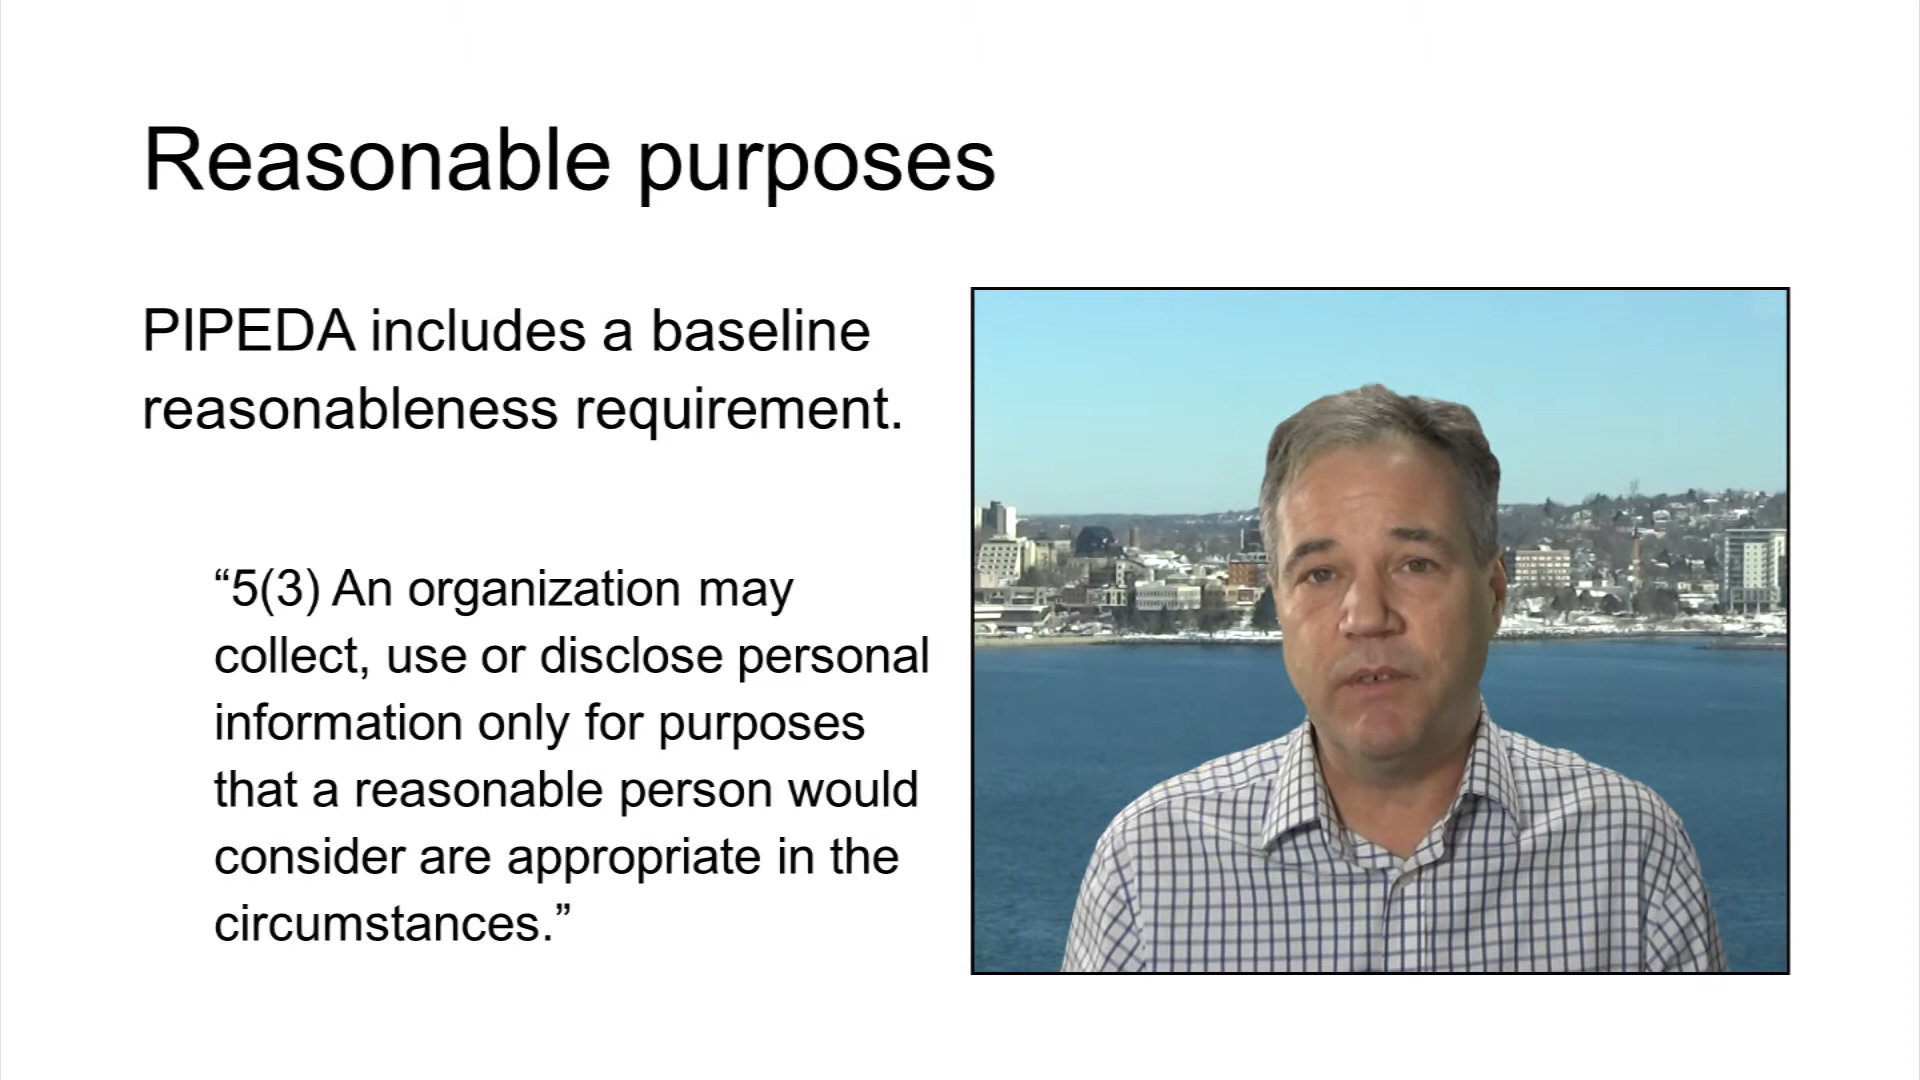 Reasonable purposes
PIPEDA includes a baseline
reasonableness requirement.
“5(3) An organization may
collect, use or disclose personal
information only for purposes
that a reasonable person would
consider are appropriate in the
circumstances.”